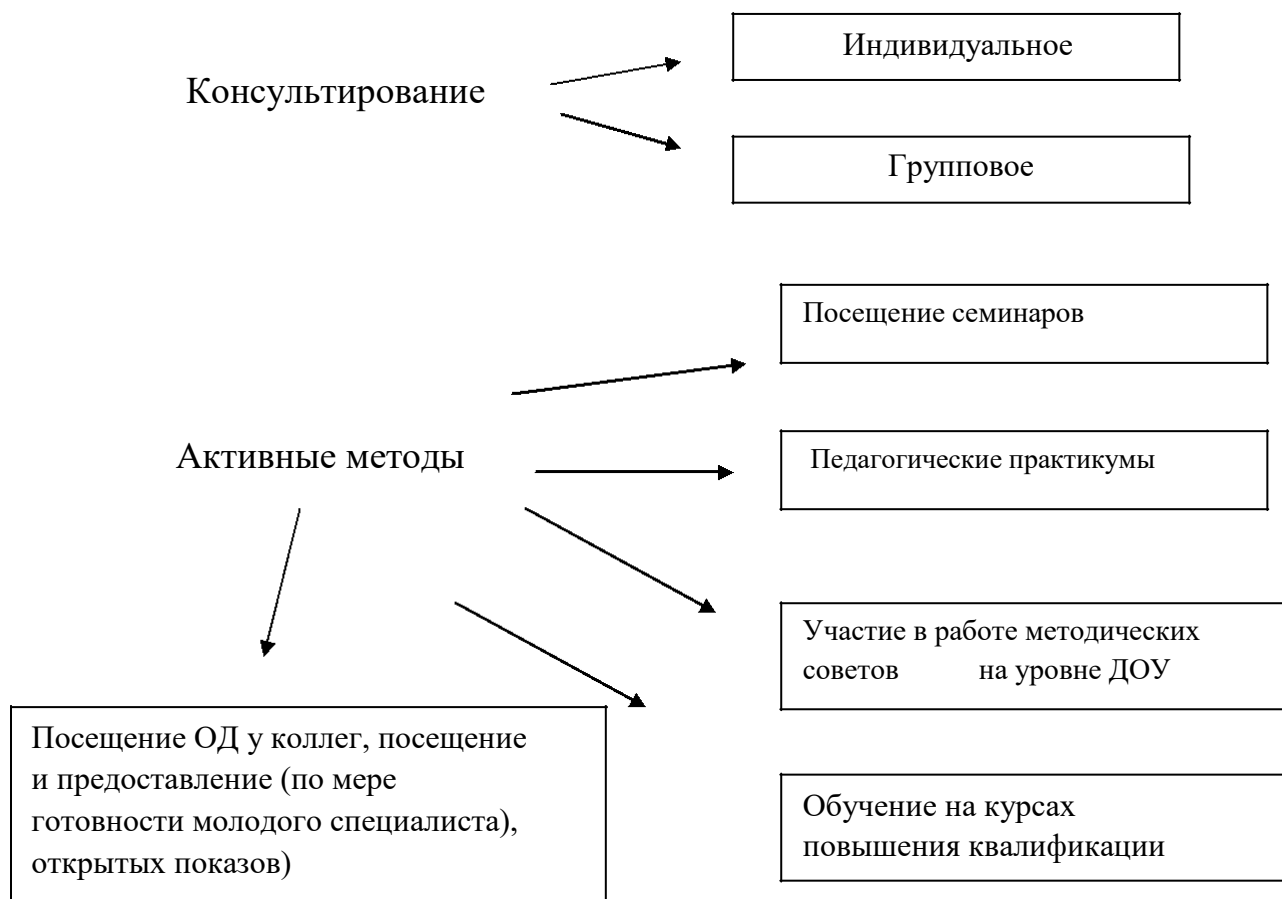 Индивидуальное
Консультирование
Групповое
Посещение семинаров
Активные методы
Педагогические практикумы
Участие в работе методических
советов на уровне ДОУ
Посещение ОД у коллег, посещение
и предоставление (по мере
готовности молодого специалиста),
открытых показов)
Обучение на курсах
повышения квалификации